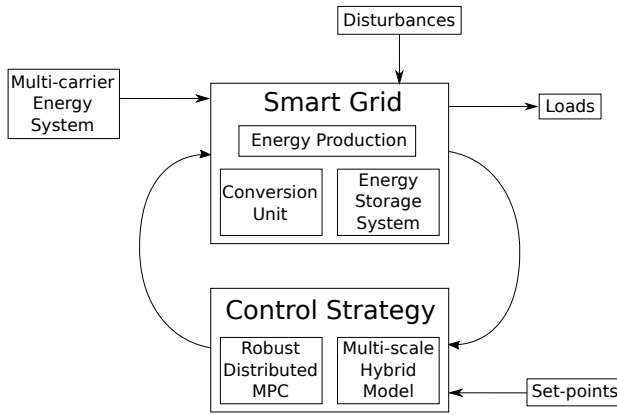 Disturbances
Multi-carrier
Energy
System
Smart Grid
Loads
Energy Production
Conversion
Unit
Energy
Storage
System
Control Strategy
Robust
Distributed
MPC
Multi-scale
Hybrid
Model
Set-points